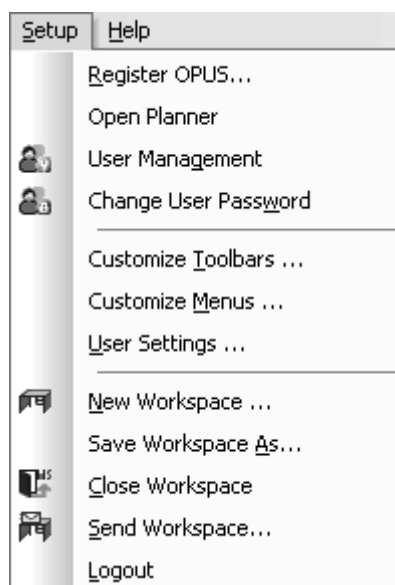 Setup Help
Register OPUS...
Open Planner
User Management
Change User Password
Customize Toolbars ...
Customize Menus ...
User Settings ...
New Workspace ...
Save Workspace As...
Close Workspace
Send Workspace...
Logout